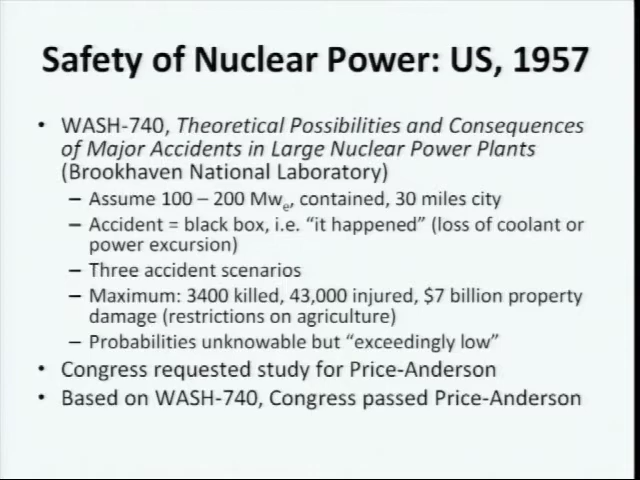 Safety of Nuclear Power: US, 1957
• WASH-740, Theoretical Possibilities and Consequences
of Major Accidents in Large Nuclear Power Plants
(Brookhaven National Laboratory)
– Assume 100 – 200 Mwe, contained, 30 miles city
– Accident = black box, i.e. “it happened” (loss of coolant or
power excursion)
– Three accident scenarios
– Maximum: 3400 killed, 43,000 injured, $7 billion property
damage (restrictions on agriculture)
– Probabilities unknowable but “exceedingly low”
• Congress requested study for Price-Anderson
• Based on WASH-740, Congress passed Price-Anderson